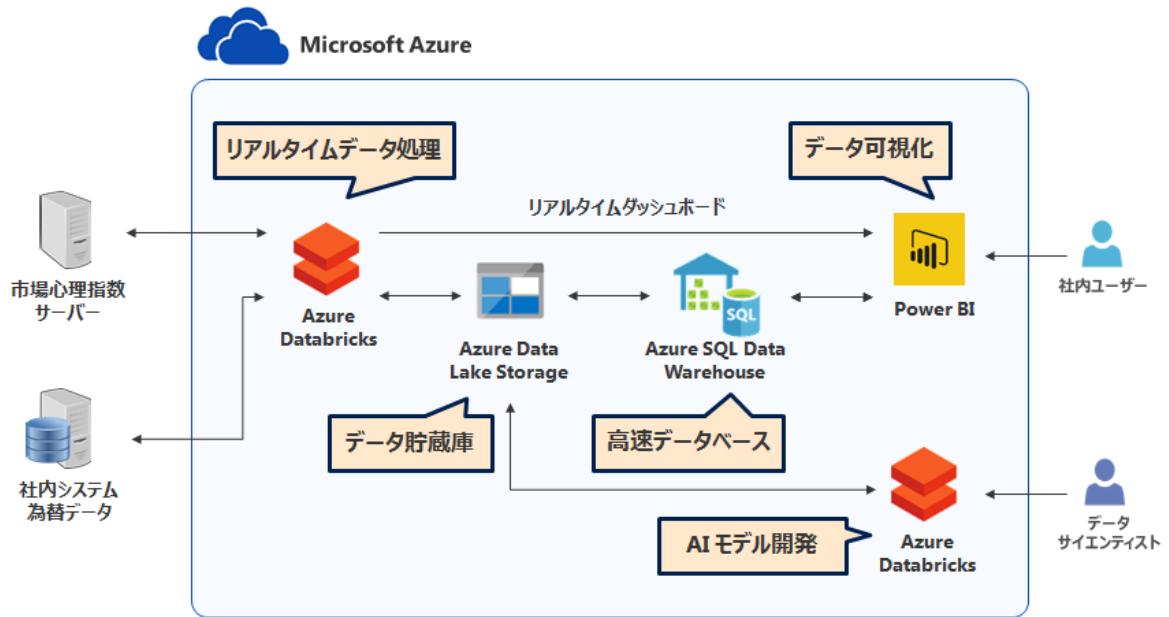 Microsoft Azure
リアルタイムデータ処理
データ可視化
リアルタイムダッシュボード
市場心理指数
サーバー
Azure
Databricks
Azure Data
Lake Storage
Azure SQL Data
Warehouse
SQL
Power BI
社内ユーザー
データ貯蔵庫
高速データベース
社内システム
為替データ
AI モデル開発
Azure
Databricks
データ
サイエンティスト